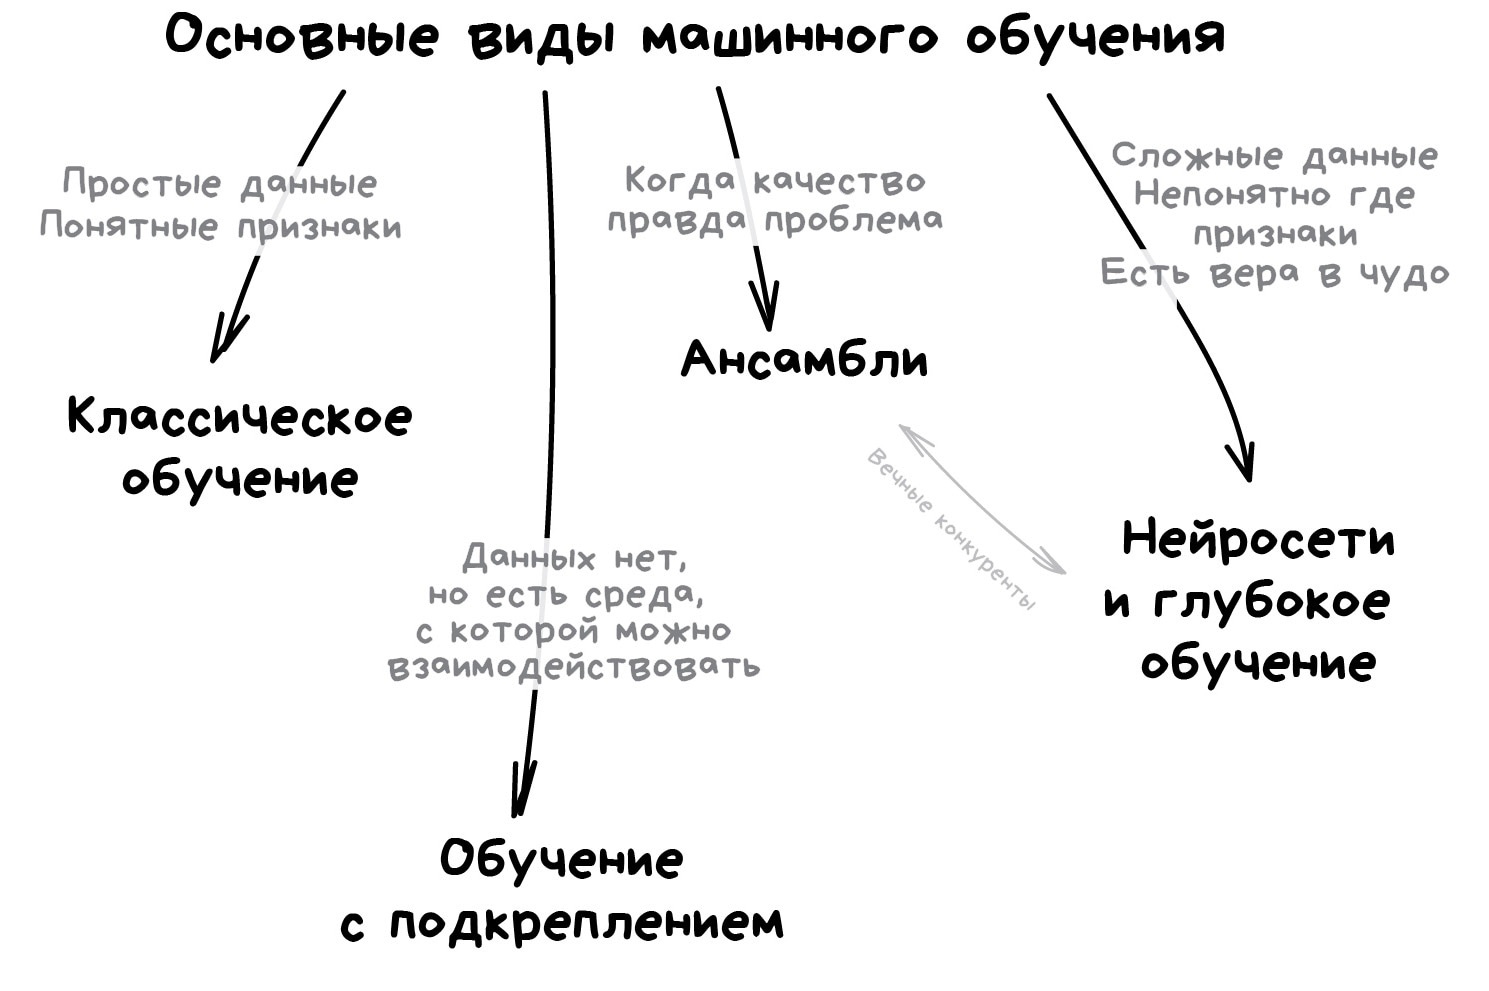 Основные виды машинного обучения
Простые данные
Понятные признаки
Когда качество
правда проблема
Сложные данные
Непонятно где
признаки
Есть вера в чудо
Классическое
обучение
Ансамбли
Вечные конкуренты
Нейросети
и глубокое
обучение
Данных нет,
но есть среда,
с которой можно
взаимодействовать
Обучение
с подкреплением